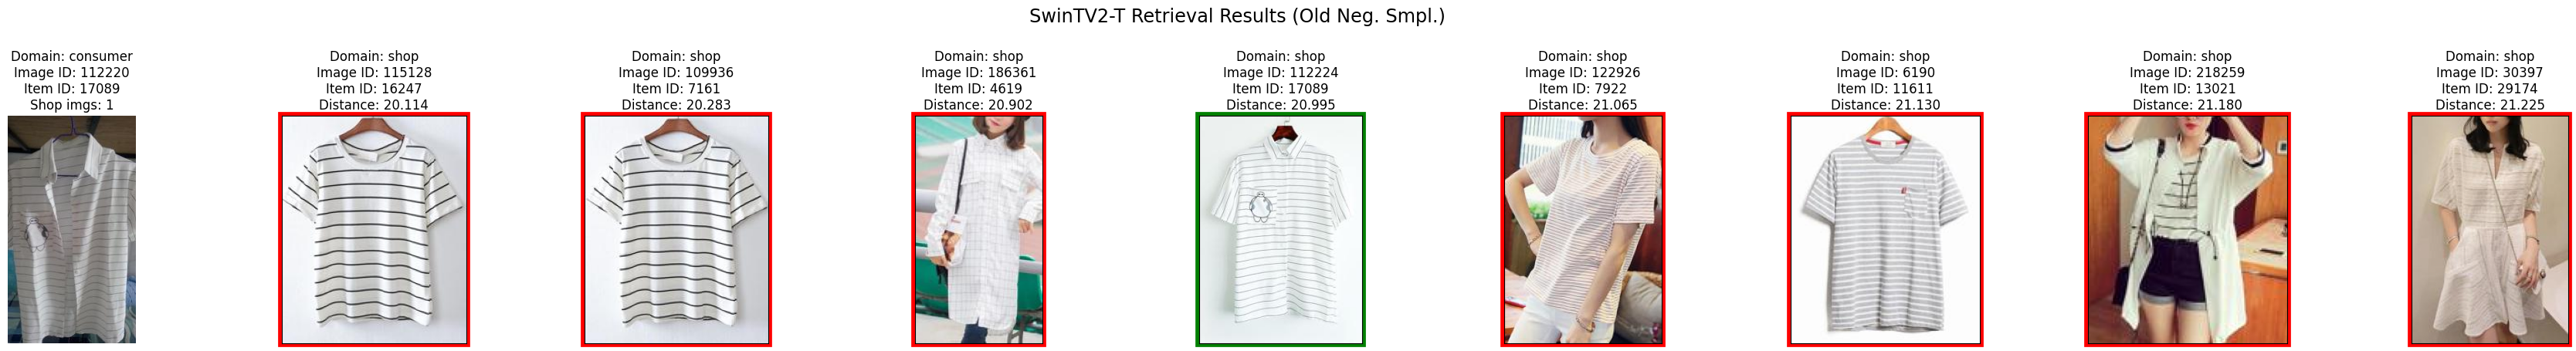 SwinTV2-T Retrieval Results (Old Neg. Smpl.)
Domain: consumer
Image ID: 112220
Item ID: 17089
Shop imgs: 1
Domain: shop
Image ID: 115128
Item ID: 16247
Distance: 20.114
Domain: shop
Image ID: 109936
Item ID: 7161
Distance: 20.283
Domain: shop
Image ID: 186361
Item ID: 4619
Distance: 20.902
Domain: shop
Image ID: 112224
Item ID: 17089
Distance: 20.995
Domain: shop
Image ID: 122926
Item ID: 7922
Distance: 21.065
Domain: shop
Image ID: 6190
Item ID: 11611
Distance: 21.130
Domain: shop
Image ID: 218259
Item ID: 13021
Distance: 21.180
Domain: shop
Image ID: 30397
Item ID: 29174
Distance: 21.225